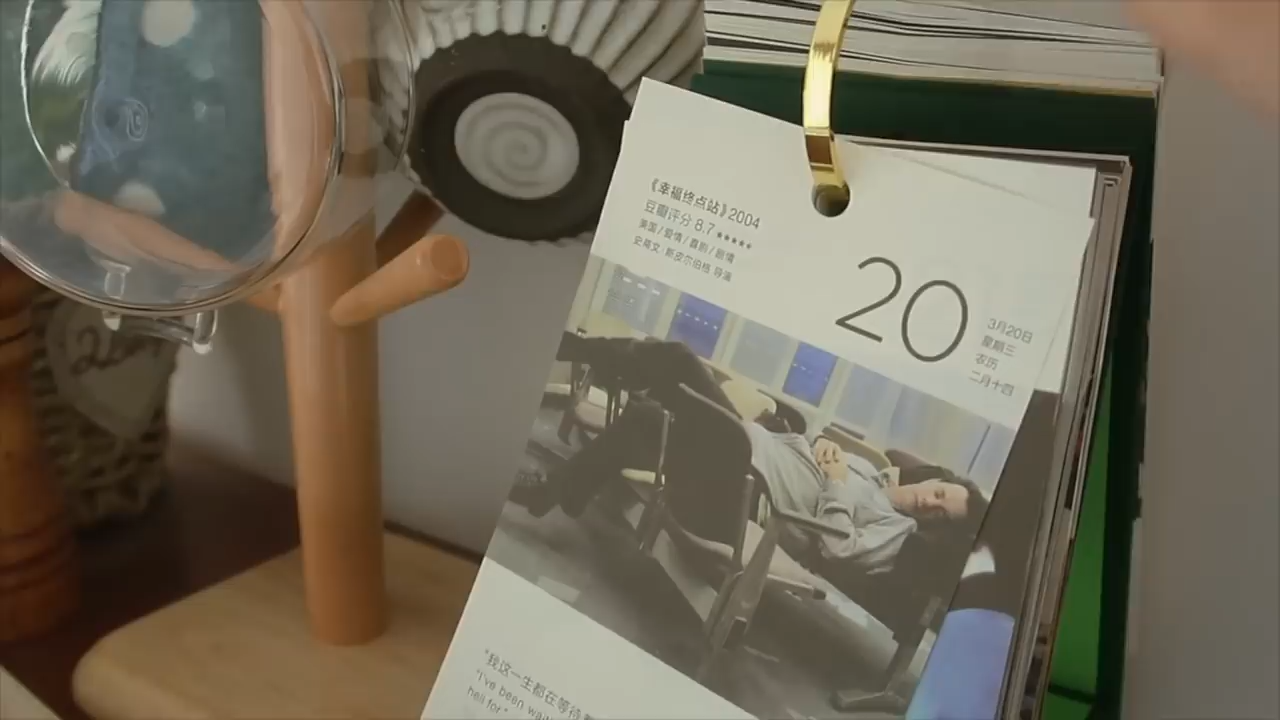 《幸福终点站》2004
豆瓣评分 8.7 ★★★★★
美国 / 爱情 / 喜剧 / 剧情
史蒂文·斯皮尔伯格 导演
20
3月20日
星期三
农历
二月十四
"我这一生都在等待
"I've been wai
hell for."